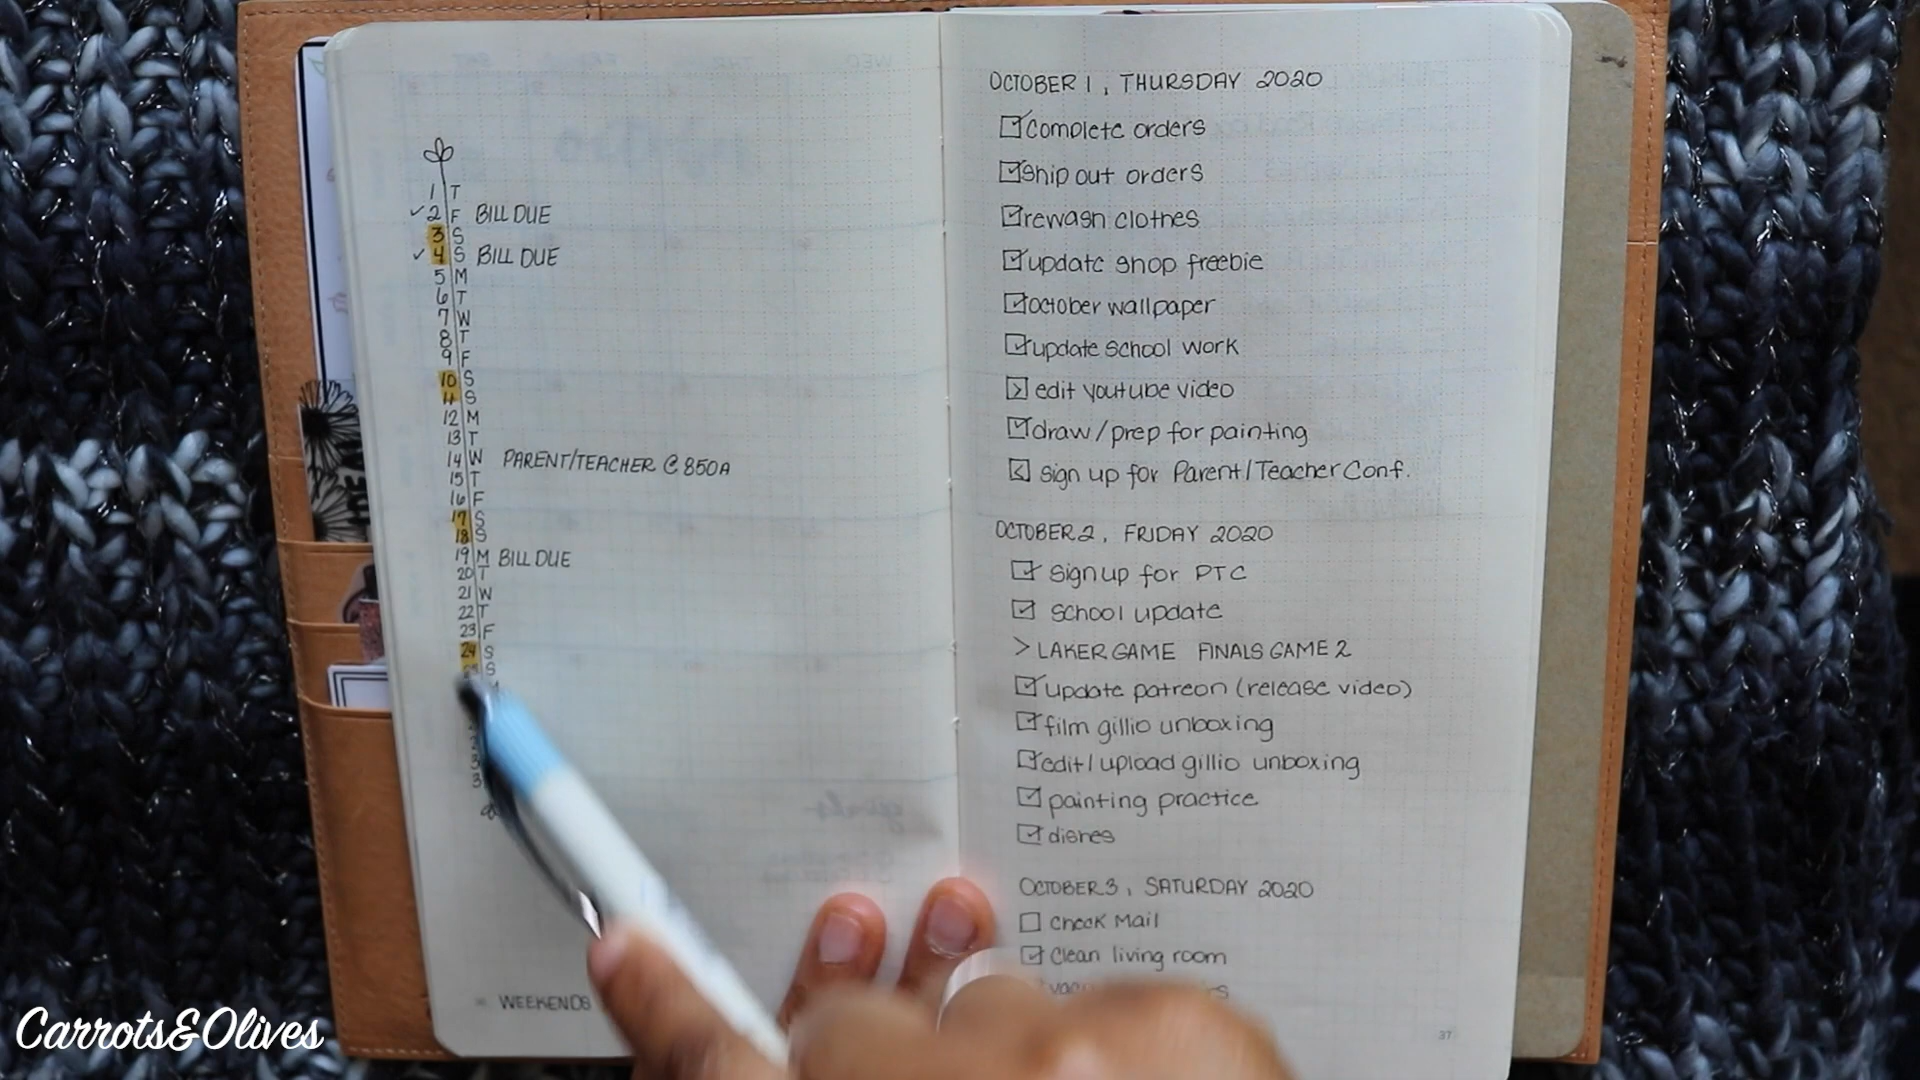 1 T
✓ 2 F BILL DUE
3 S
✓ 4 S BILL DUE
5 M
6 T
7 W
8 T
9 F
10 S
11 S
12 M
13 T
14 W PARENT/TEACHER @ 850A
15 T
16 F
17 S
18 S
19 M BILL DUE
20 T
21 W
22 T
23 F
24 S
S
WEEKENDS
OCTOBER 1, THURSDAY 2020
Complete orders
Ship out orders
rewash clothes
update shop freebie
October wallpaper
update school work
> edit youtube video
draw/prep for painting
< sign up for Parent/Teacher Conf.
OCTOBER 2, FRIDAY 2020
Sign up for PTC
School update
> LAKER GAME FINALS GAME 2
update patreon (release video)
film gillio unboxing
edit/upload gillio unboxing
painting practice
dishes
OCTOBER 3, SATURDAY 2020
Check Mail
Clean living room
37
Carrots&Olives